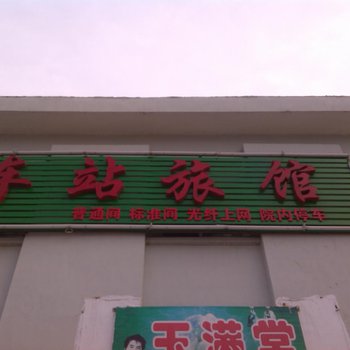 车站旅馆
普通间 标准间 光纤上网 院内停车
玉满堂